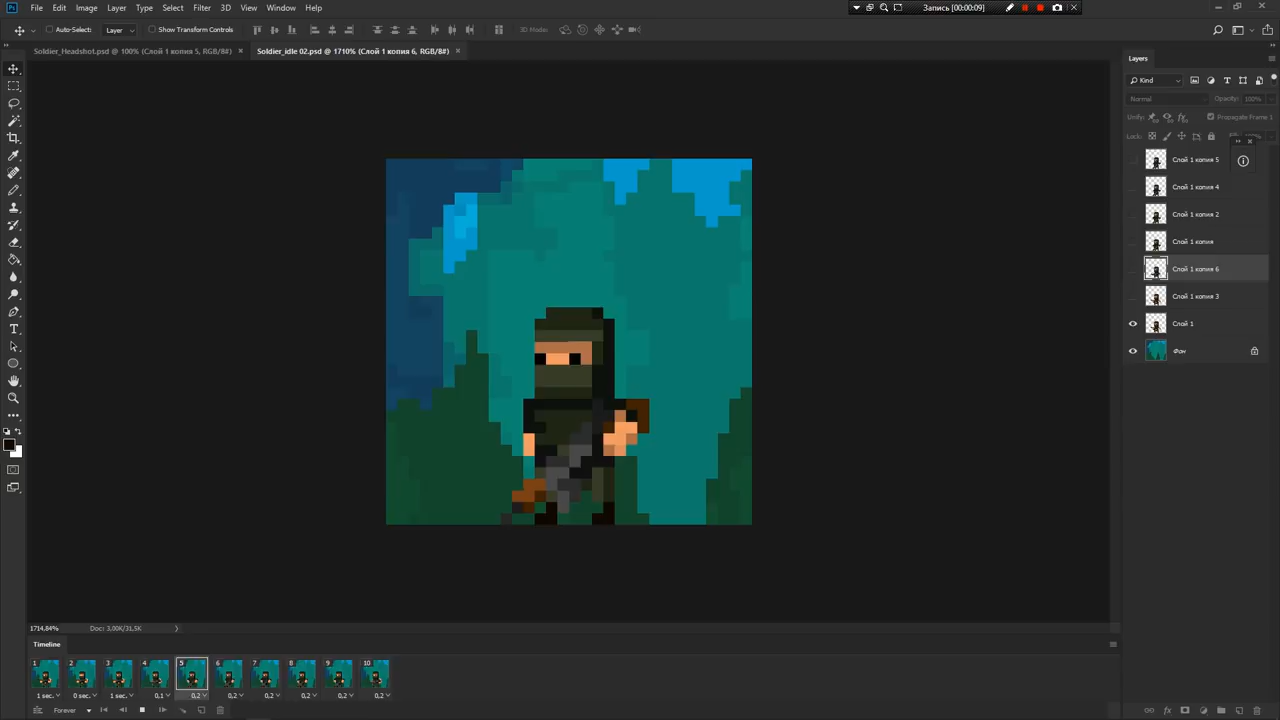 File Edit Image Layer Type Select Filter 3D View Window Help
Запись [00:00:09]
Auto-Select: Layer Show Transform Controls 3D Mode:
Soldier_Headshot.psd @ 100% (Слой 1 копия 5, RGB/8#) × Soldier_idle 02.psd @ 1710% (Слой 1 копия 6, RGB/8#) ×
Layers
Kind
Normal Opacity: 100%
Unify: Propagate Frame 1
Lock:
Слой 1 копия 5
Слой 1 копия 4
Слой 1 копия 2
Слой 1 копия
Слой 1 копия 6
Слой 1 копия 3
Слой 1
Фон
1714,84% Doc: 3,00K/31,5K
Timeline
1 2 3 4 5 6 7 8 9 10
1 sec. 0 sec. 1 sec. 0,1 0,2 0,2 0,2 0,2 0,2 0,2
Forever